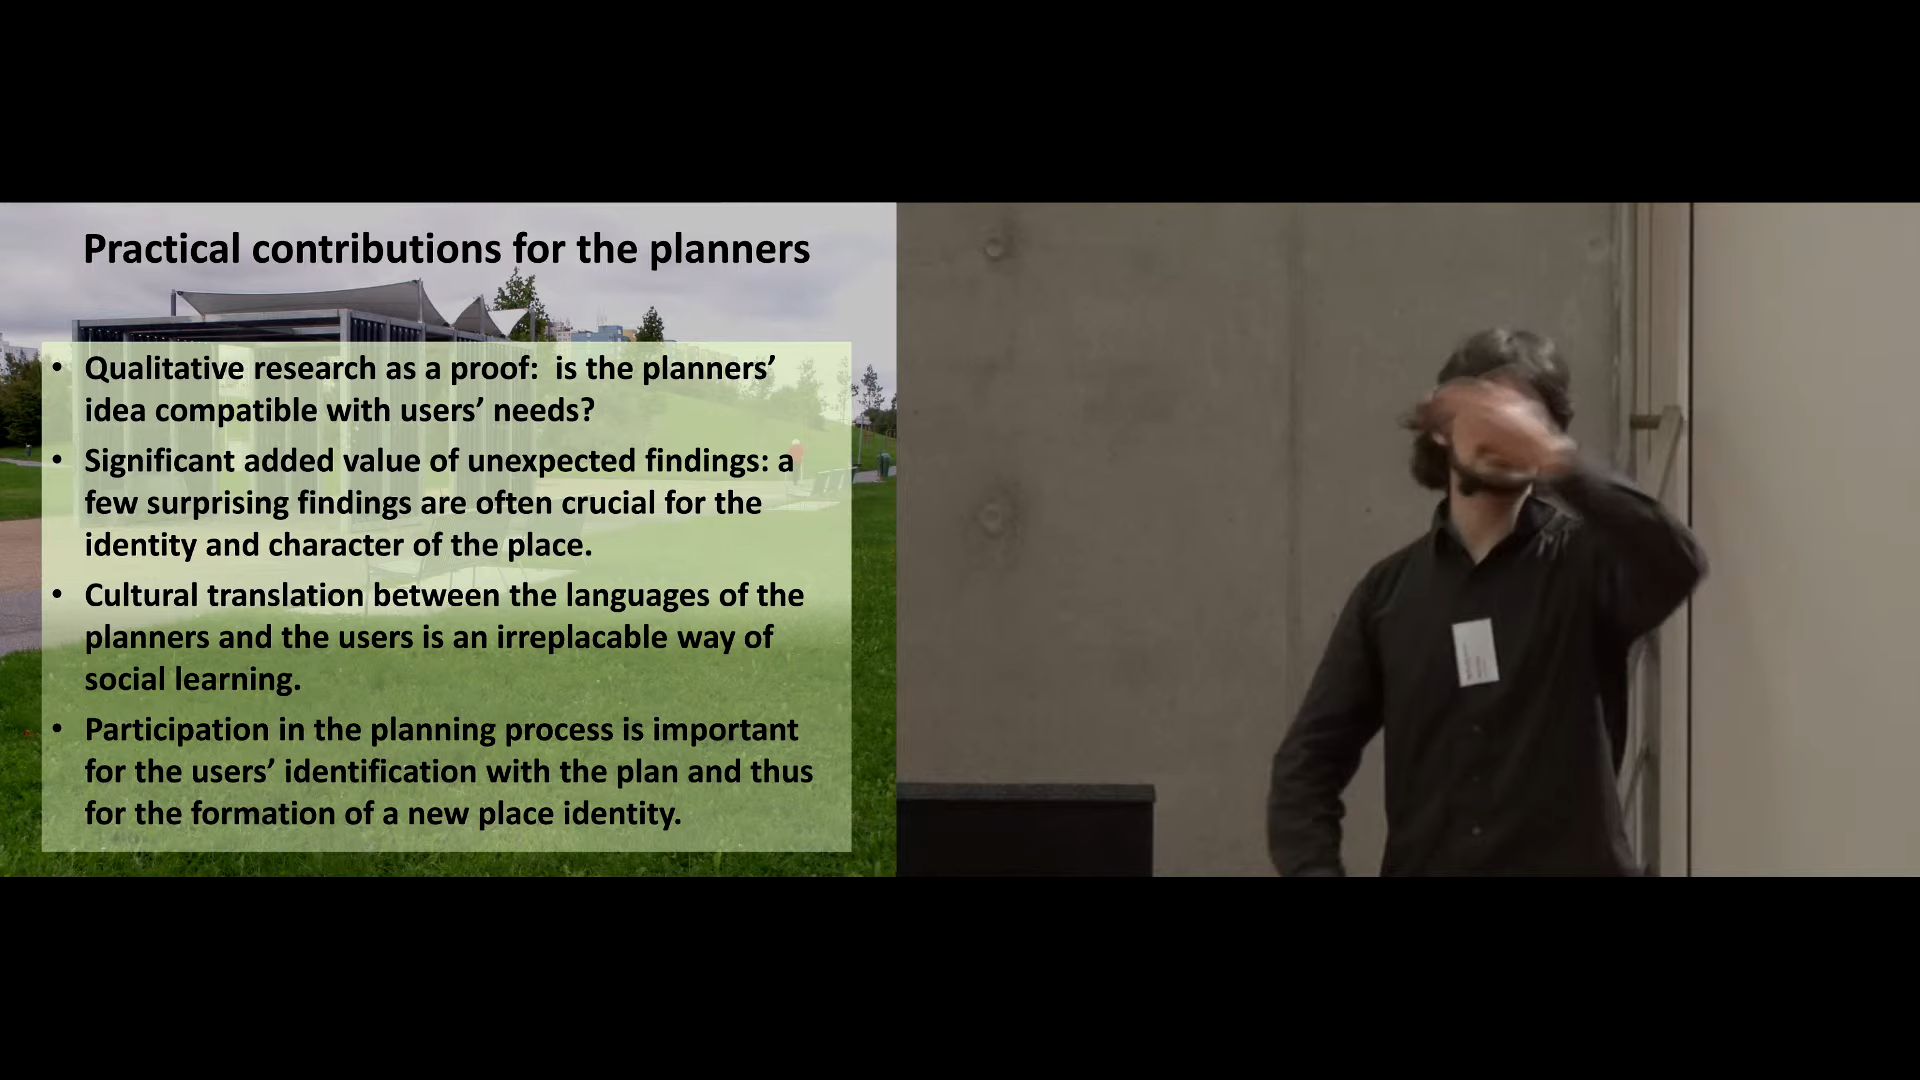 Practical contributions for the planners
• Qualitative research as a proof:  is the planners’
idea compatible with users’ needs?
• Significant added value of unexpected findings: a
few surprising findings are often crucial for the
identity and character of the place.
• Cultural translation between the languages of the
planners and the users is an irreplacable way of
social learning.
• Participation in the planning process is important
for the users’ identification with the plan and thus
for the formation of a new place identity.